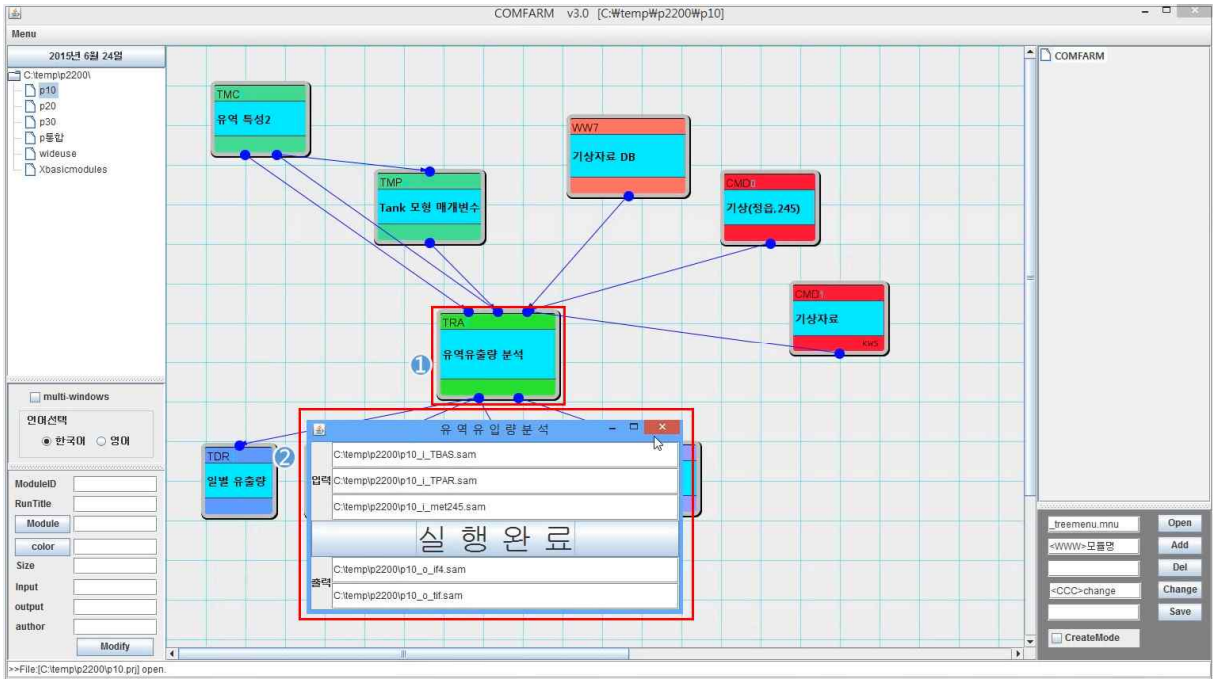 COMFARM v3.0 [C:₩temp₩p2200₩p10]
Menu
2015년 6월 24일
C:\temp\p2200\
p10
p20
p30
p통합
wideuse
Xbasicmodules
multi-windows
언어선택
한국어
영어
ModuleID
RunTitle
Module
color
Size
Input
output
author
Modify
TMC
유역 특성2
TMP
Tank 모형 매개변수
WW7
기상자료 DB
CMD0
기상(정읍,245)
CMD1
기상자료
KW5
TRA
유역유출량 분석
1
TDR
일별 유출량
2
유역유입량분석
입력
C:\temp\p2200\p10_i_TBAS.sam
C:\temp\p2200\p10_i_TPAR.sam
C:\temp\p2200\p10_i_met245.sam
실행완료
출력
C:\temp\p2200\p10_o_if4.sam
C:\temp\p2200\p10_o_tif.sam
COMFARM
_treemenu.mnu
Open
<WWW>모듈명
Add
Del
<CCC>change
Change
Save
CreateMode
>>File:[C:\temp\p2200\p10.prj] open.